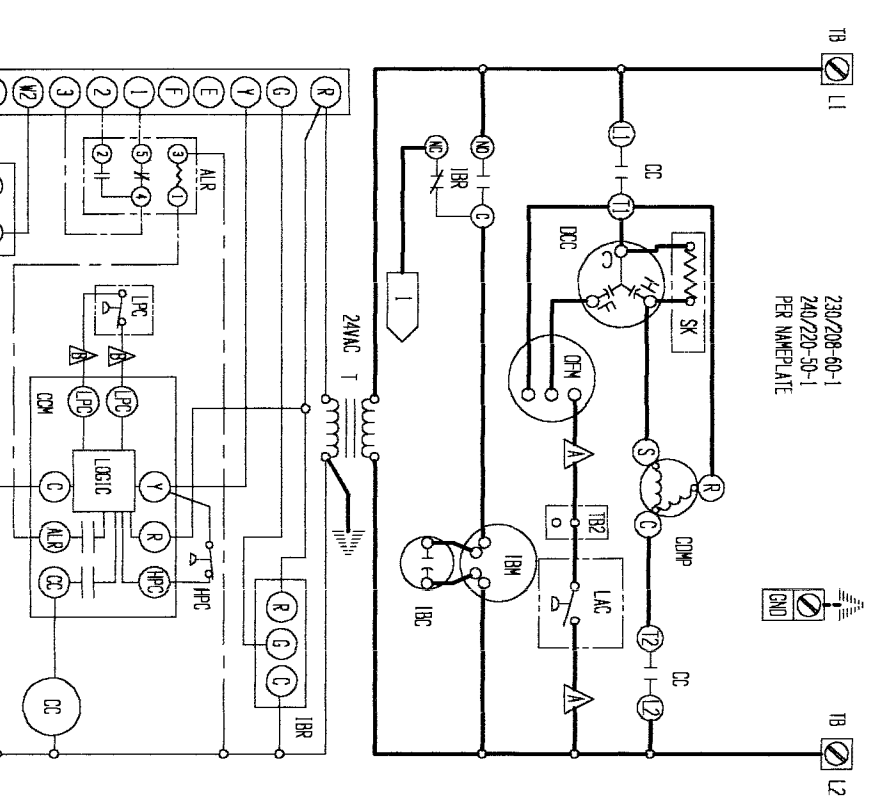 TB
L1
TB
L2
230/208-60-1
240/220-50-1
PER NAMEPLATE
GND
SK
R
COMP
CC
CC
L1
T1
C
H
F
DCC
S
C
T2
L2
OFM
A
TB2
LAC
A
NO
C
IBR
NC
IBM
IBC
1
24VAC T
R
G
Y
E
F
1
2
3
W2
ALR
3
1
5
4
2
IBR
R
G
C
HPC
LPC
B
B
CCM
LPC
LPC
LOGIC
Y
C
R
HPC
ALR
CC
CC